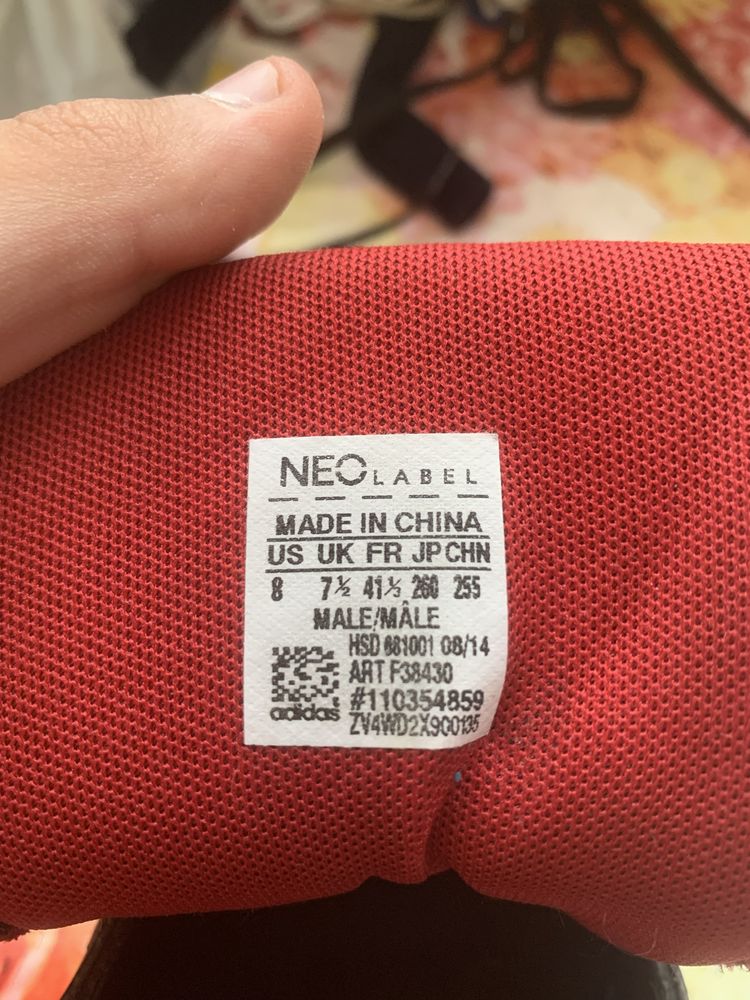 NEO LABEL
MADE IN CHINA
US UK FR JP CHN
8 7½ 41⅓ 260 255
MALE/MÂLE
HSD 681001 08/14
ART F38430
#110354859
adidas ZV4WD2X900135